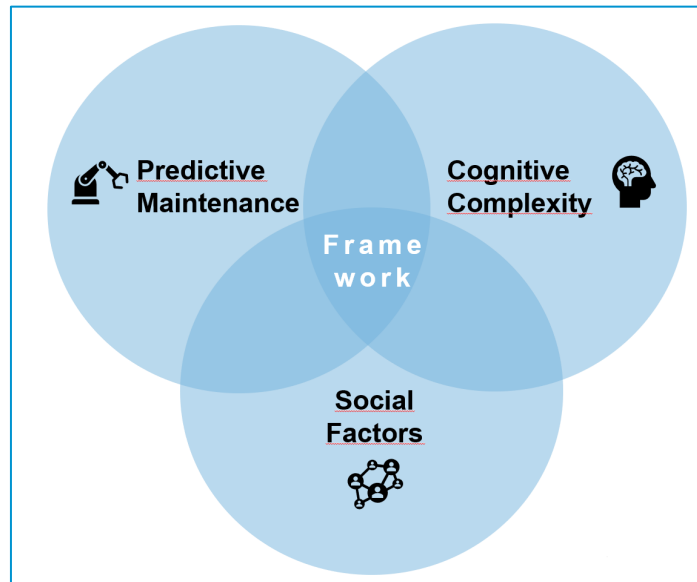 Predictive
Maintenance
Cognitive
Complexity
Frame
work
Social
Factors